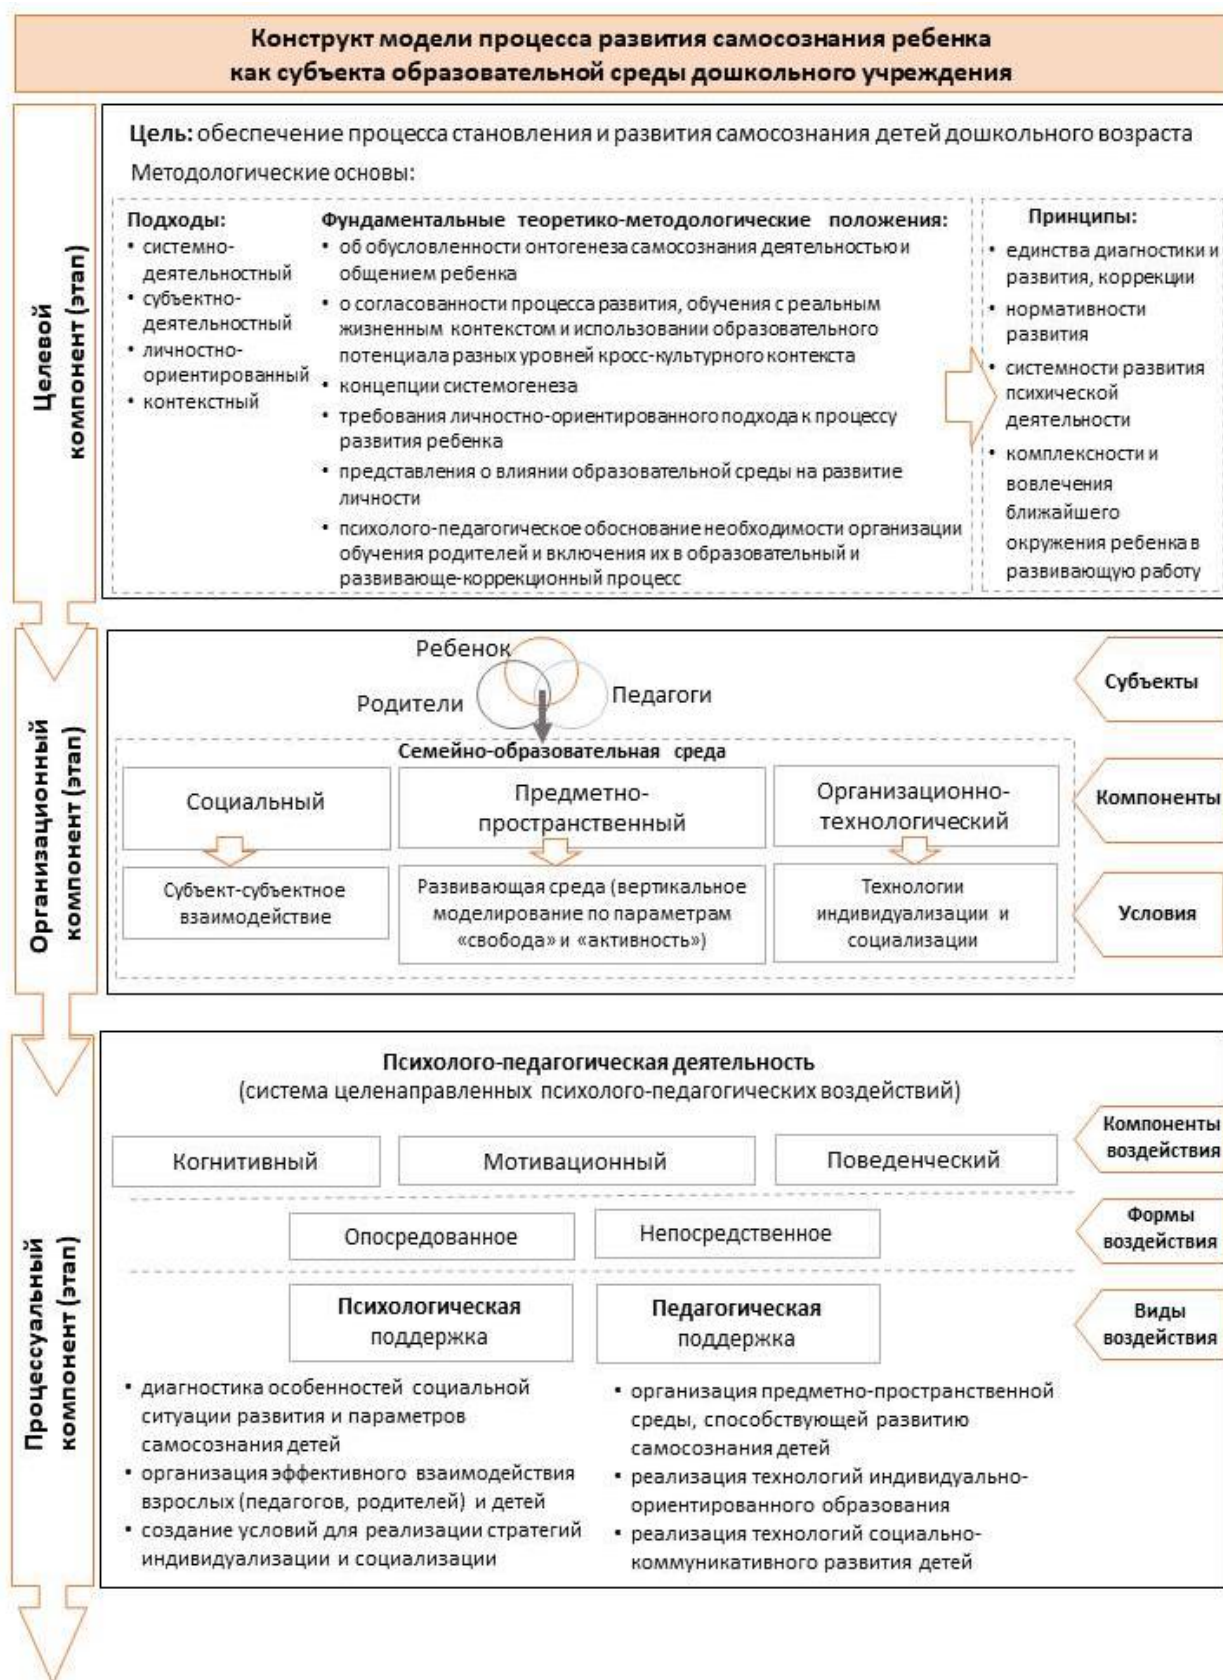 Конструкт модели процесса развития самосознания ребенка
как субъекта образовательной среды дошкольного учреждения
Целевой
компонент (этап)
Цель: обеспечение процесса становления и развития самосознания детей дошкольного возраста
Методологические основы:
Подходы:
• системно-
деятельностный
• субъектно-
деятельностный
• личностно-
ориентированный
• контекстный
Фундаментальные теоретико-методологические положения:
• об обусловленности онтогенеза самосознания деятельностью и
общением ребенка
• о согласованности процесса развития, обучения с реальным
жизненным контекстом и использовании образовательного
потенциала разных уровней кросс-культурного контекста
• концепции системогенеза
• требования личностно-ориентированного подхода к процессу
развития ребенка
• представления о влиянии образовательной среды на развитие
личности
• психолого-педагогическое обоснование необходимости организации
обучения родителей и включения их в образовательный и
развивающе-коррекционный процесс
Принципы:
• единства диагностики и
развития, коррекции
• нормативности
развития
• системности развития
психической
деятельности
• комплексности и
вовлечения
ближайшего
окружения ребенка в
развивающую работу
Организационный
компонент (этап)
Ребенок
Родители
Педагоги
Субъекты
Семейно-образовательная среда
Социальный
Предметно-
пространственный
Организационно-
технологический
Компоненты
Субъект-субъектное
взаимодействие
Развивающая среда (вертикальное
моделирование по параметрам
«свобода» и «активность»)
Технологии
индивидуализации и
социализации
Условия
Процессуальный
компонент (этап)
Психолого-педагогическая деятельность
(система целенаправленных психолого-педагогических воздействий)
Когнитивный
Мотивационный
Поведенческий
Компоненты
воздействия
Опосредованное
Непосредственное
Формы
воздействия
Психологическая
поддержка
Педагогическая
поддержка
Виды
воздействия
• диагностика особенностей социальной
ситуации развития и параметров
самосознания детей
• организация эффективного взаимодействия
взрослых (педагогов, родителей) и детей
• создание условий для реализации стратегий
индивидуализации и социализации
• организация предметно-пространственной
среды, способствующей развитию
самосознания детей
• реализация технологий индивидуально-
ориентированного образования
• реализация технологий социально-
коммуникативного развития детей